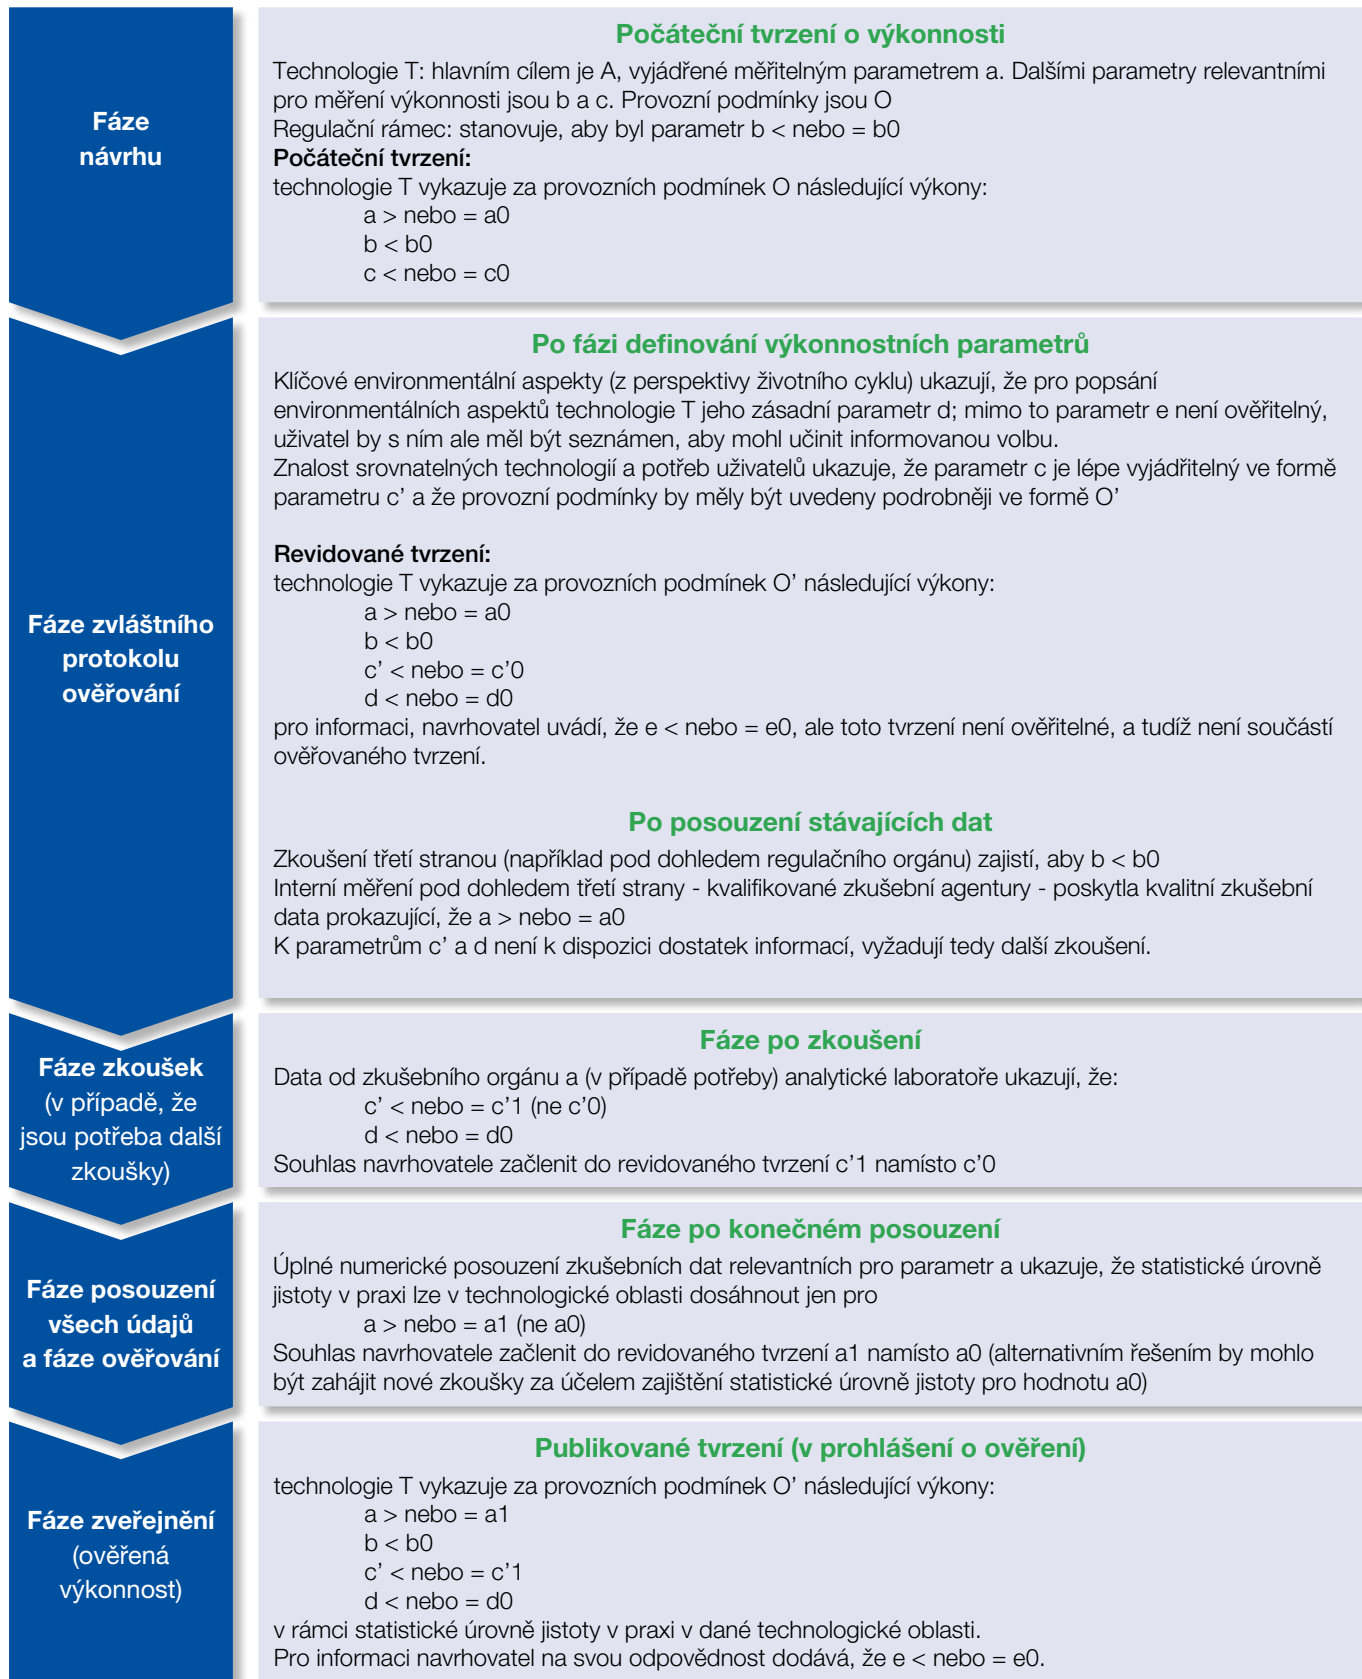 Fáze
návrhu
Počáteční tvrzení o výkonnosti
Technologie T: hlavním cílem je A, vyjádřené měřitelným parametrem a. Dalšími parametry relevantními
pro měření výkonnosti jsou b a c. Provozní podmínky jsou O
Regulační rámec: stanovuje, aby byl parametr b < nebo = b0
Počáteční tvrzení:
technologie T vykazuje za provozních podmínek O následující výkony:
a > nebo = a0
b < b0
c < nebo = c0
Fáze zvláštního
protokolu
ověřování
Po fázi definování výkonnostních parametrů
Klíčové environmentální aspekty (z perspektivy životního cyklu) ukazují, že pro popsání
environmentálních aspektů technologie T jeho zásadní parametr d; mimo to parametr e není ověřitelný,
uživatel by s ním ale měl být seznámen, aby mohl učinit informovanou volbu.
Znalost srovnatelných technologií a potřeb uživatelů ukazuje, že parametr c je lépe vyjádřitelný ve formě
parametru c’ a že provozní podmínky by měly být uvedeny podrobněji ve formě O’
Revidované tvrzení:
technologie T vykazuje za provozních podmínek O’ následující výkony:
a > nebo = a0
b < b0
c’ < nebo = c’0
d < nebo = d0
pro informaci, navrhovatel uvádí, že e < nebo = e0, ale toto tvrzení není ověřitelné, a tudíž není součástí
ověřovaného tvrzení.
Po posouzení stávajících dat
Zkoušení třetí stranou (například pod dohledem regulačního orgánu) zajistí, aby b < b0
Interní měření pod dohledem třetí strany - kvalifikované zkušební agentury - poskytla kvalitní zkušební
data prokazující, že a > nebo = a0
K parametrům c’ a d není k dispozici dostatek informací, vyžadují tedy další zkoušení.
Fáze zkoušek
(v případě, že
jsou potřeba další
zkoušky)
Fáze po zkoušení
Data od zkušebního orgánu a (v případě potřeby) analytické laboratoře ukazují, že:
c’ < nebo = c’1 (ne c’0)
d < nebo = d0
Souhlas navrhovatele začlenit do revidovaného tvrzení c’1 namísto c’0
Fáze posouzení
všech údajů
a fáze ověřování
Fáze po konečném posouzení
Úplné numerické posouzení zkušebních dat relevantních pro parametr a ukazuje, že statistické úrovně
jistoty v praxi lze v technologické oblasti dosáhnout jen pro
a > nebo = a1 (ne a0)
Souhlas navrhovatele začlenit do revidovaného tvrzení a1 namísto a0 (alternativním řešením by mohlo
být zahájit nové zkoušky za účelem zajištění statistické úrovně jistoty pro hodnotu a0)
Fáze zveřejnění
(ověřená
výkonnost)
Publikované tvrzení (v prohlášení o ověření)
technologie T vykazuje za provozních podmínek O’ následující výkony:
a > nebo = a1
b < b0
c’ < nebo = c’1
d < nebo = d0
v rámci statistické úrovně jistoty v praxi v dané technologické oblasti.
Pro informaci navrhovatel na svou odpovědnost dodává, že e < nebo = e0.